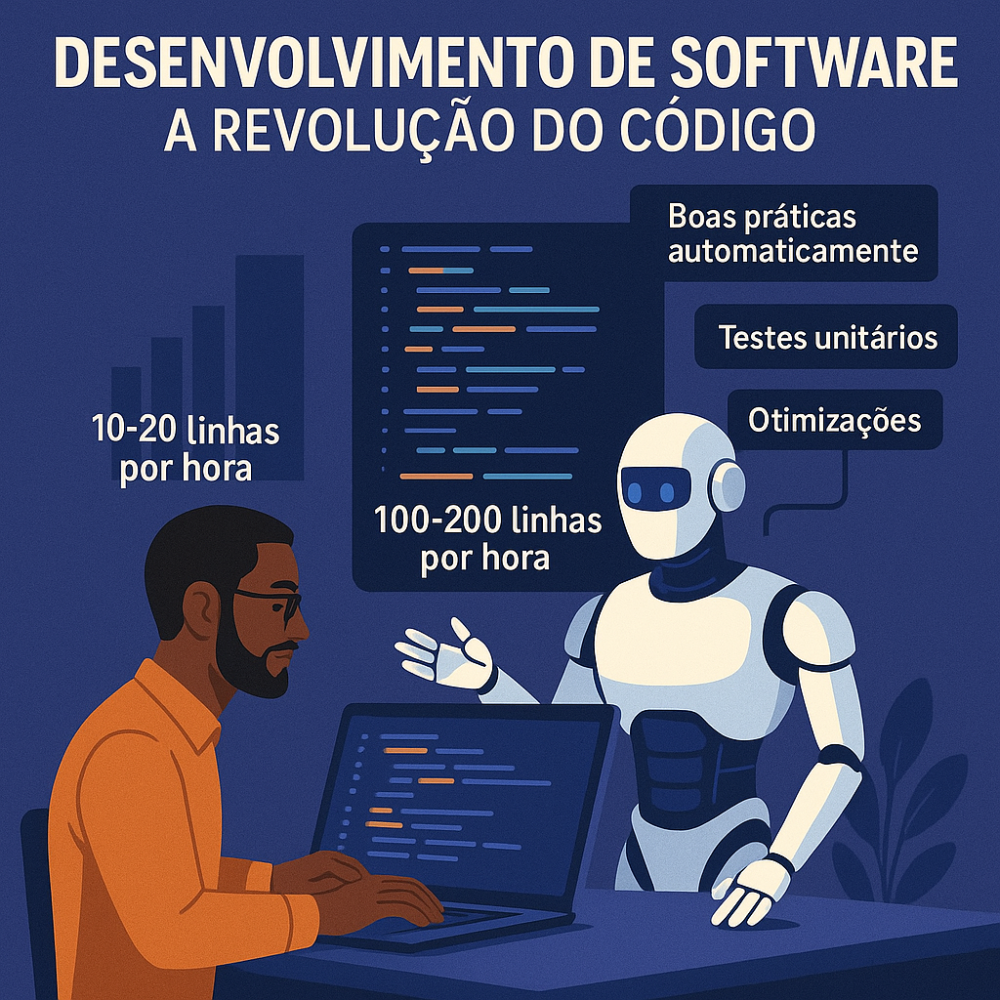 DESENVOLVIMENTO DE SOFTWARE
A REVOLUÇÃO DO CÓDIGO
Boas práticas
automaticamente
Testes unitários
Otimizações
10-20 linhas
por hora
100-200 linhas
por hora